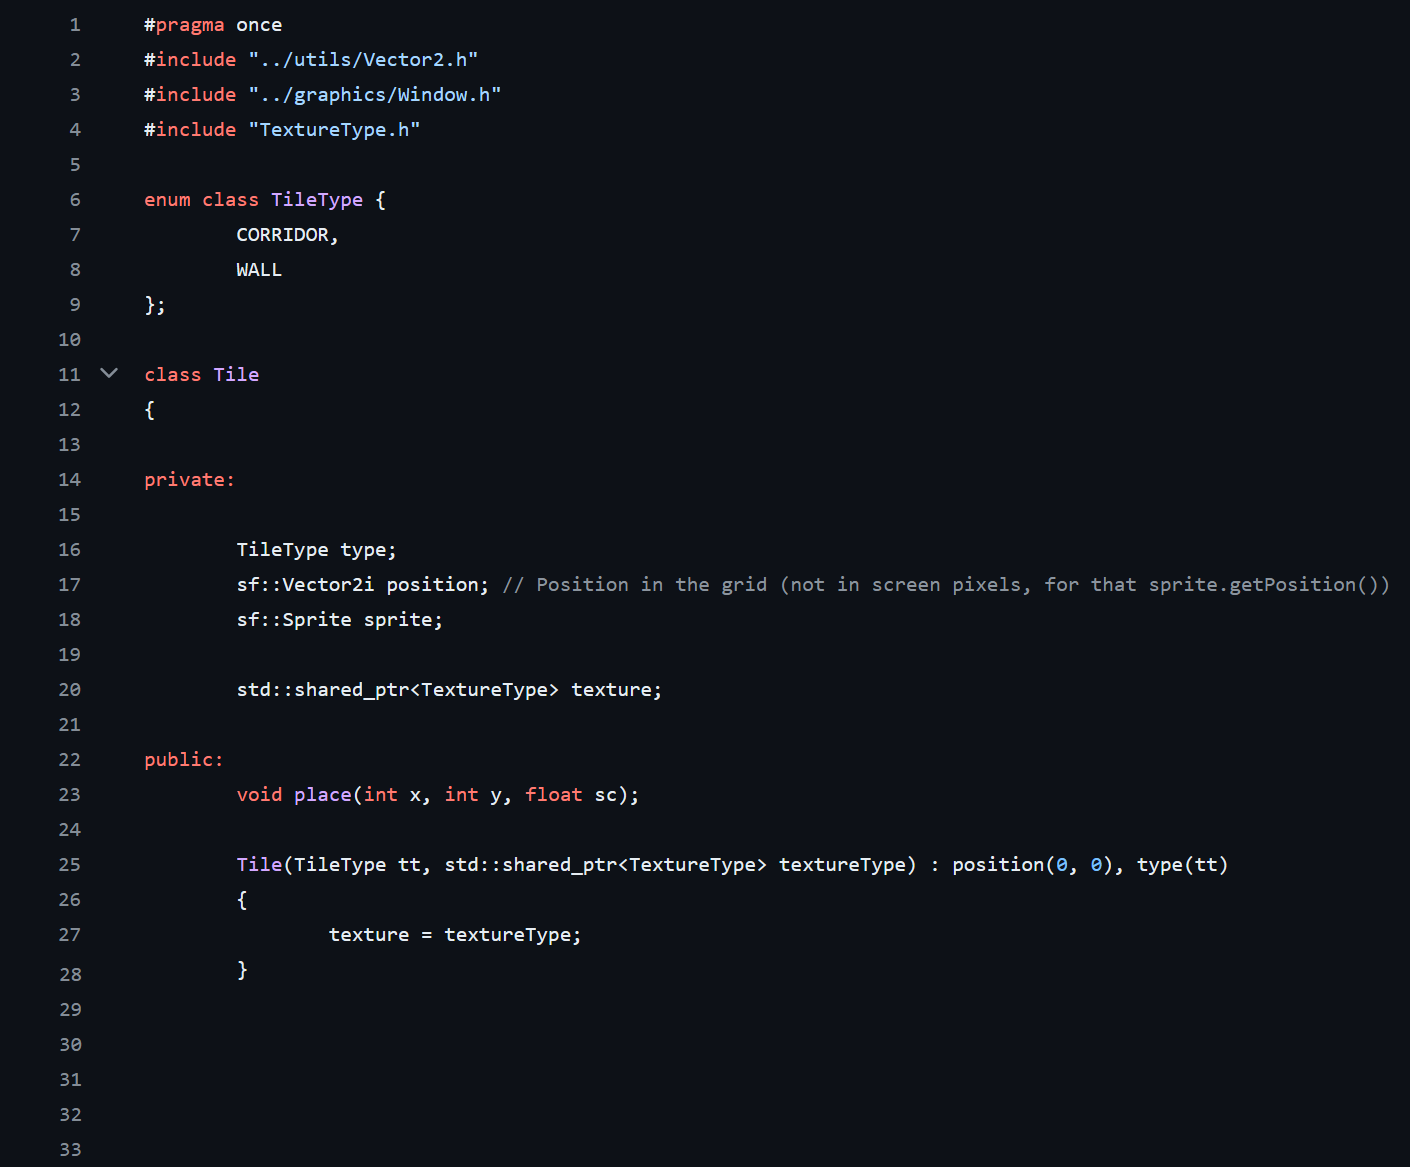 1 #pragma once
2 #include "../utils/Vector2.h"
3 #include "../graphics/Window.h"
4 #include "TextureType.h"
5
6 enum class TileType {
7 CORRIDOR,
8 WALL
9 };
10
11 class Tile
12 {
13
14 private:
15
16 TileType type;
17 sf::Vector2i position; // Position in the grid (not in screen pixels, for that sprite.getPosition())
18 sf::Sprite sprite;
19
20 std::shared_ptr<TextureType> texture;
21
22 public:
23 void place(int x, int y, float sc);
24
25 Tile(TileType tt, std::shared_ptr<TextureType> textureType) : position(0, 0), type(tt)
26 {
27 texture = textureType;
28 }
29
30
31
32
33